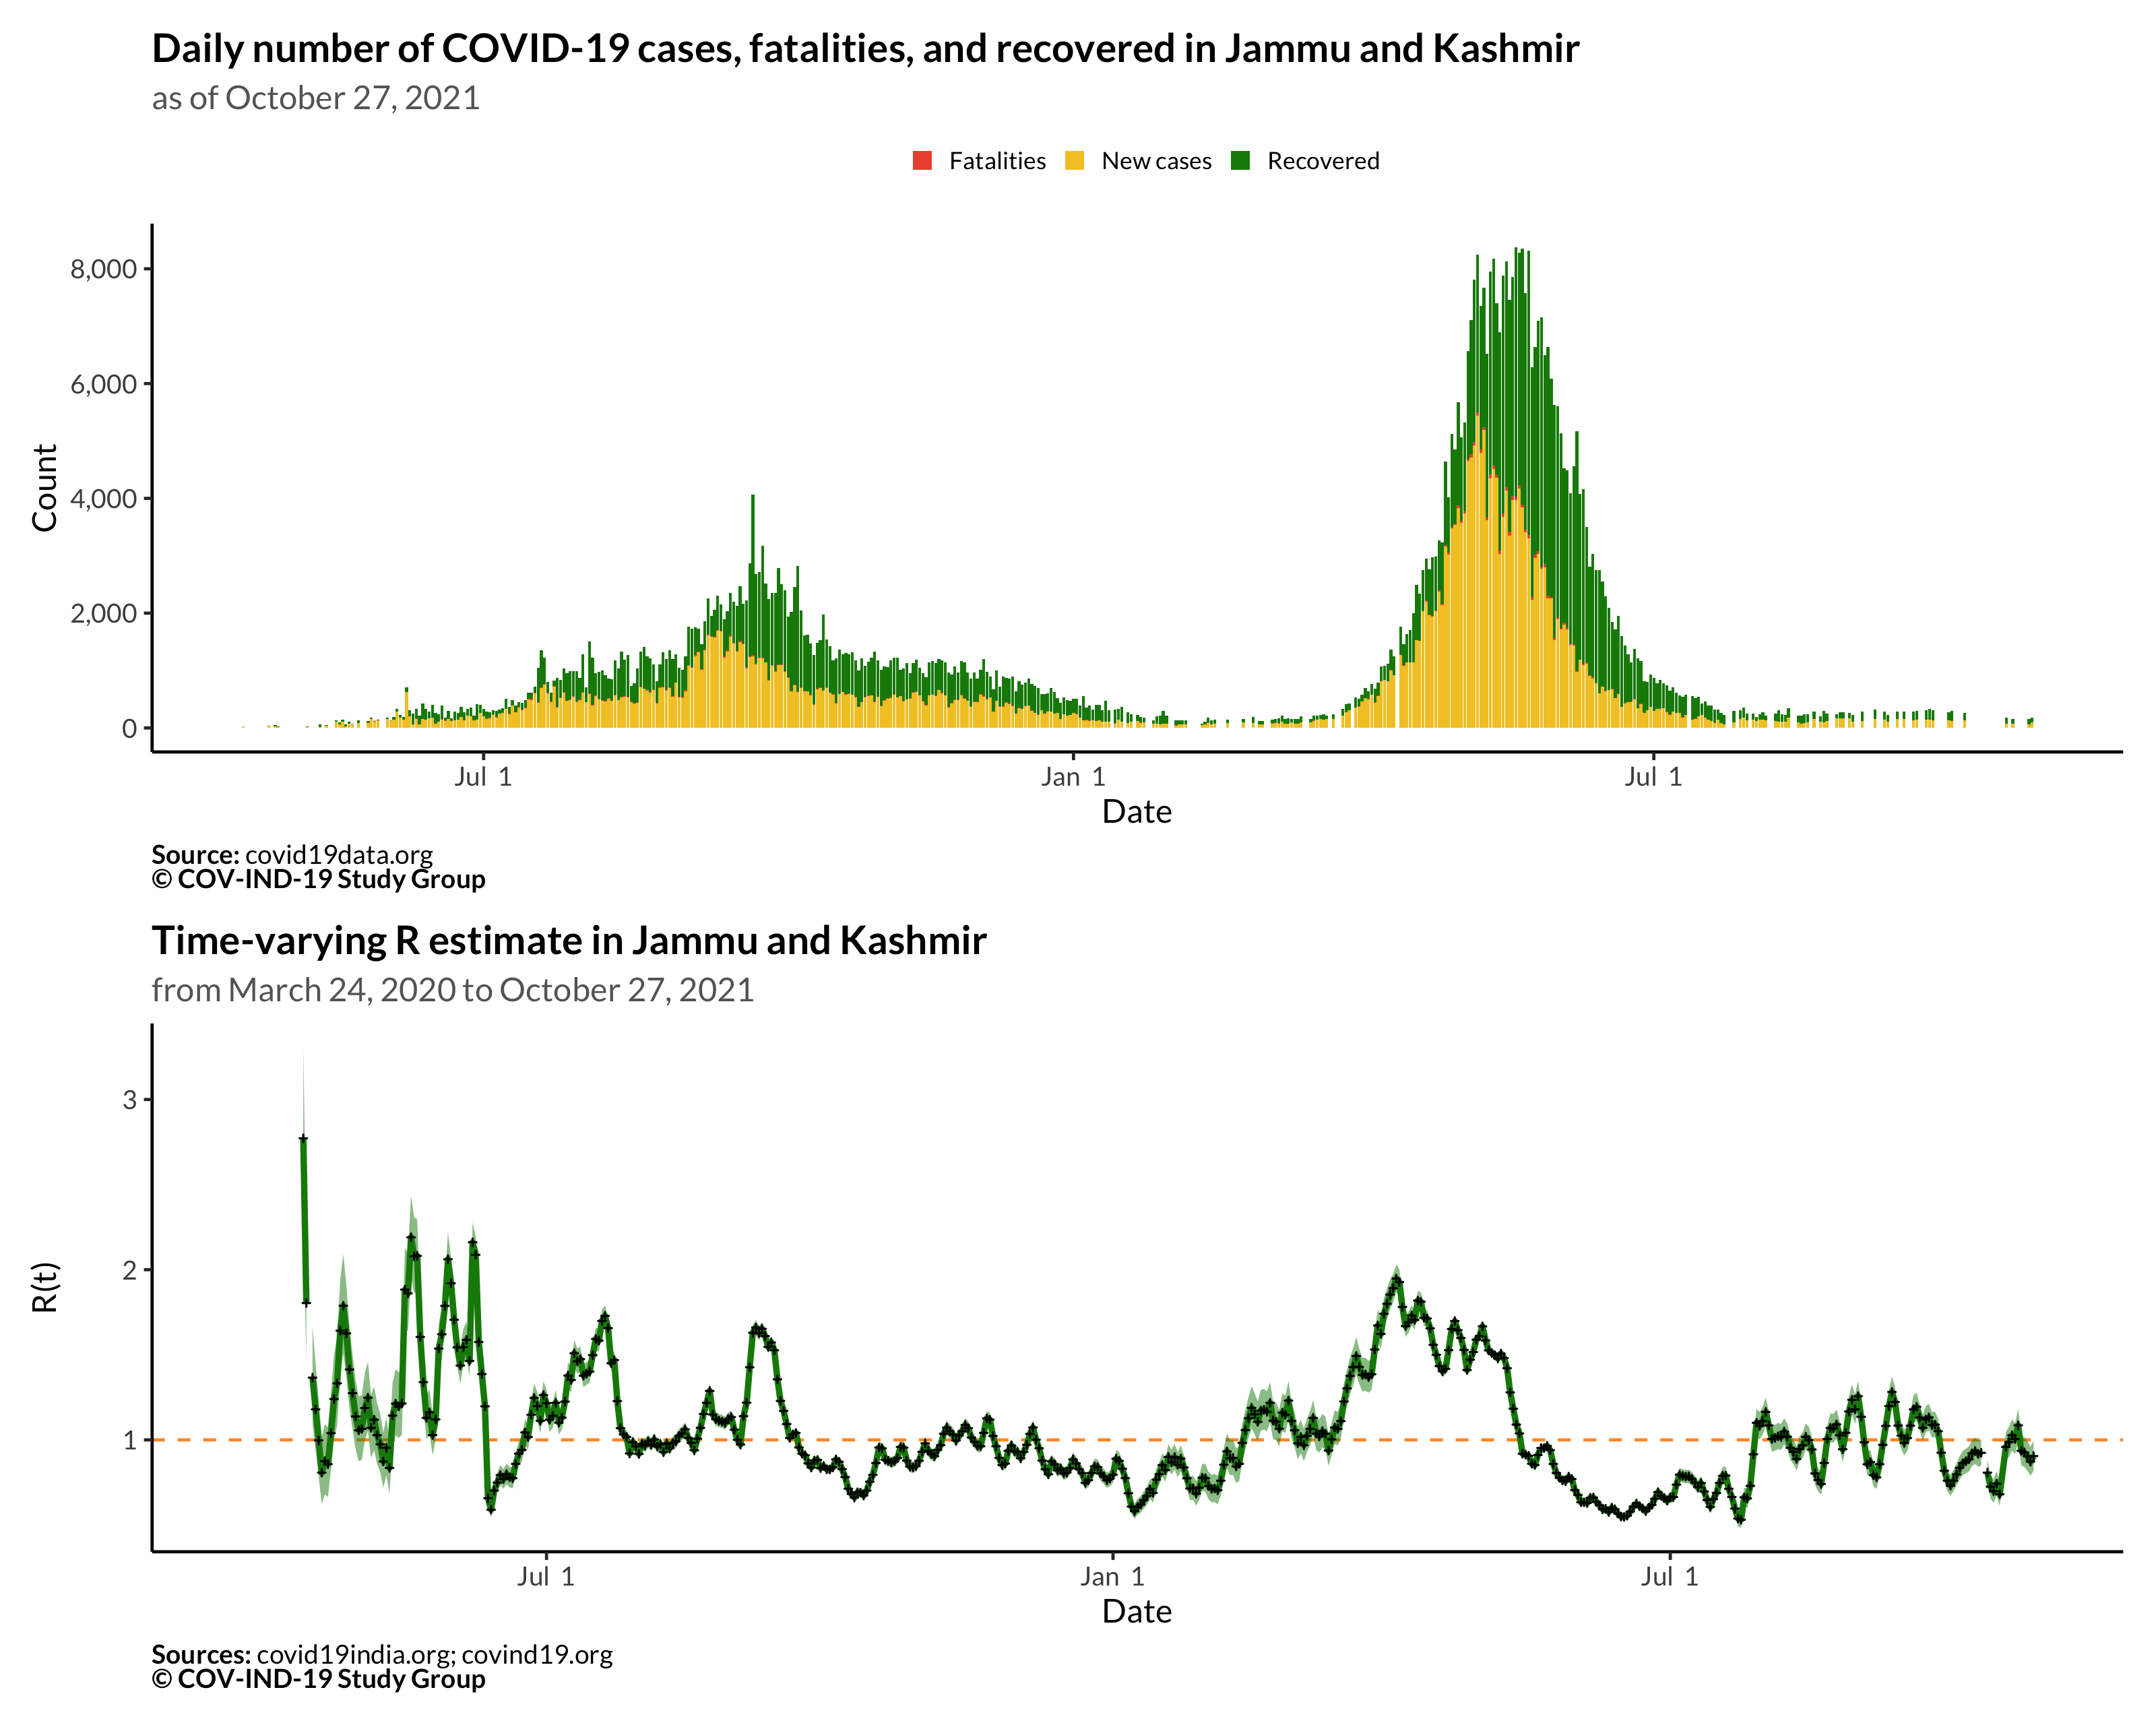 Daily number of COVID-19 cases, fatalities, and recovered in Jammu and Kashmir
as of October 27, 2021
Fatalities New cases Recovered
8,000
6,000
4,000
2,000
0
Count
Jul 1 Jan 1 Jul 1
Date
Source: covid19data.org
© COV-IND-19 Study Group
Time-varying R estimate in Jammu and Kashmir
from March 24, 2020 to October 27, 2021
3
2
1
R(t)
Jul 1 Jan 1 Jul 1
Date
Sources: covid19india.org; covind19.org
© COV-IND-19 Study Group